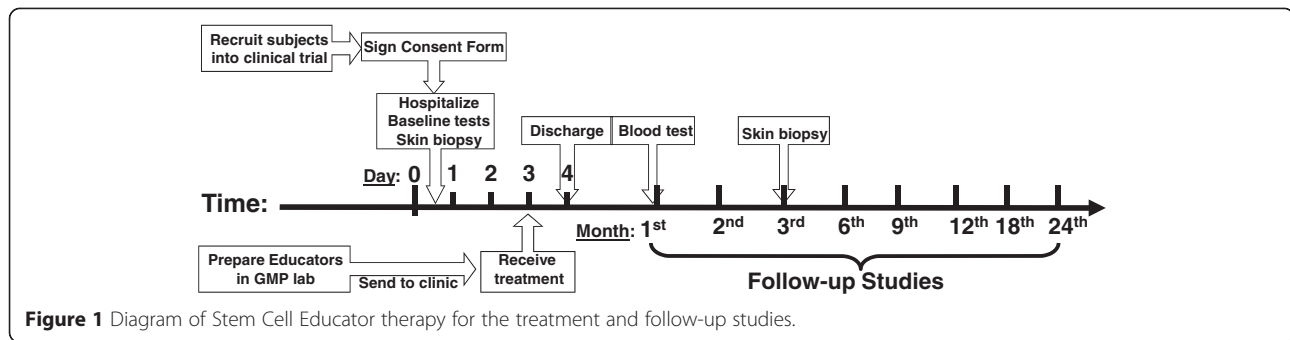 Recruit subjects
into clinical trial
Sign Consent Form
Hospitalize
Baseline tests
Skin biopsy
Discharge
Blood test
Skin biopsy
Day: 0 1 2 3 4
Time:
Month: 1st 2nd 3rd 6th 9th 12th 18th 24th
Prepare Educators
in GMP lab
Send to clinic
Receive
treatment
Follow-up Studies
Figure 1 Diagram of Stem Cell Educator therapy for the treatment and follow-up studies.